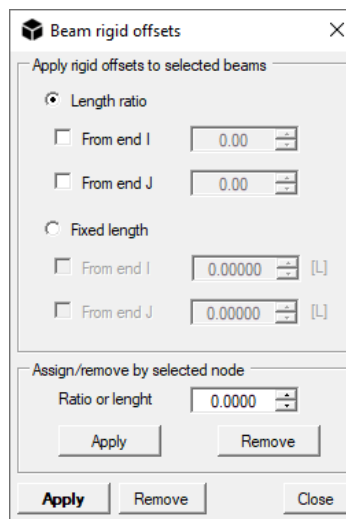 Beam rigid offsets
Apply rigid offsets to selected beams
Length ratio
From end I 0.00
From end J 0.00
Fixed length
From end I 0.00000 [L]
From end J 0.00000 [L]
Assign/remove by selected node
Ratio or lenght 0.0000
Apply Remove
Apply Remove Close